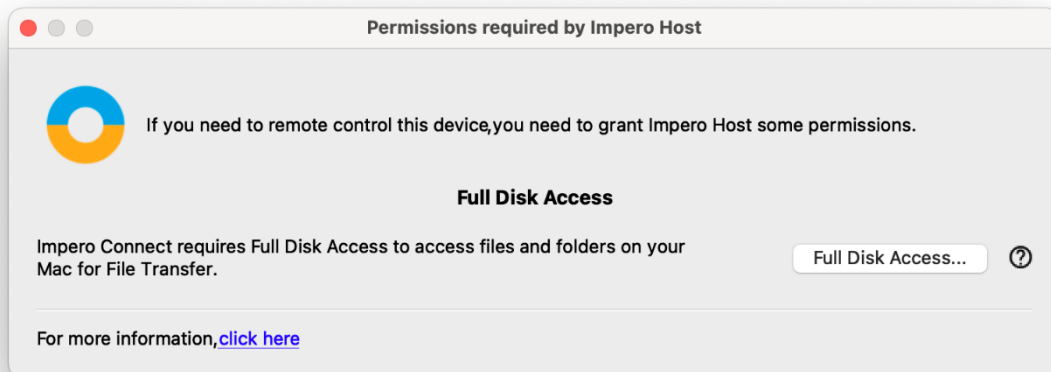 Permissions required by Impero Host
If you need to remote control this device,you need to grant Impero Host some permissions.
Full Disk Access
Impero Connect requires Full Disk Access to access files and folders on your
Mac for File Transfer.
Full Disk Access...
?
For more information,click here